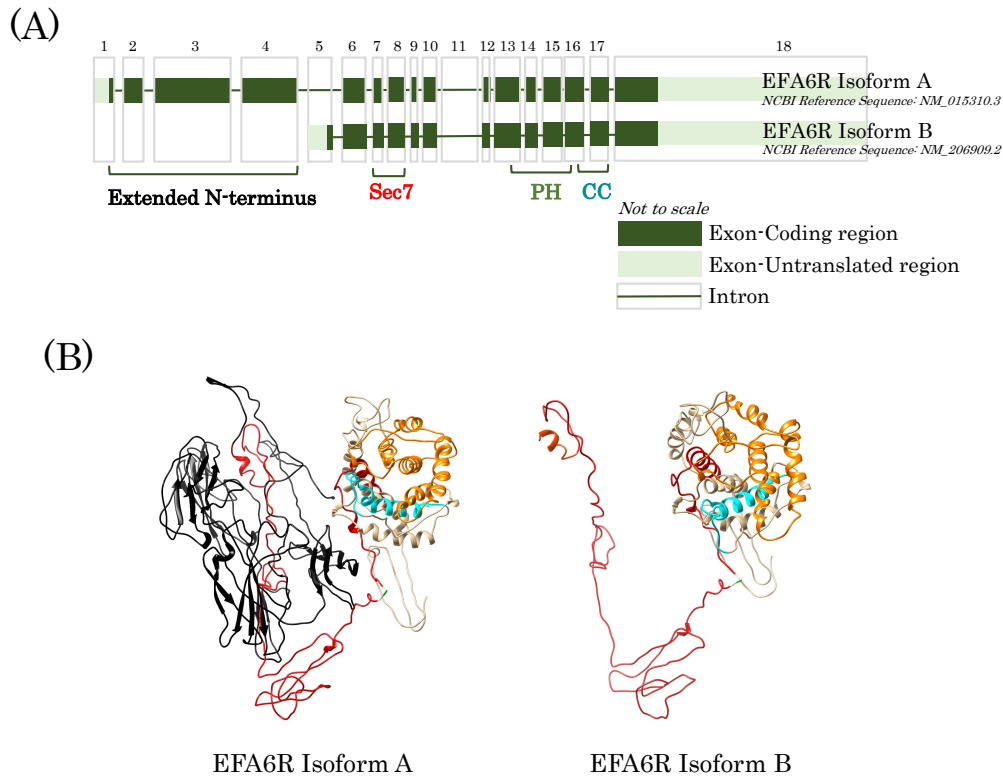 (A)
1 2 3 4 5 6 7 8 9 10 11 12 13 14 15 16 17 18
EFA6R Isoform A
NCBI Reference Sequence: NM_015310.3
EFA6R Isoform B
NCBI Reference Sequence: NM_206909.2
Extended N-terminus
Sec7
PH
CC
Not to scale
Exon-Coding region
Exon-Untranslated region
Intron
(B)
EFA6R Isoform A
EFA6R Isoform B